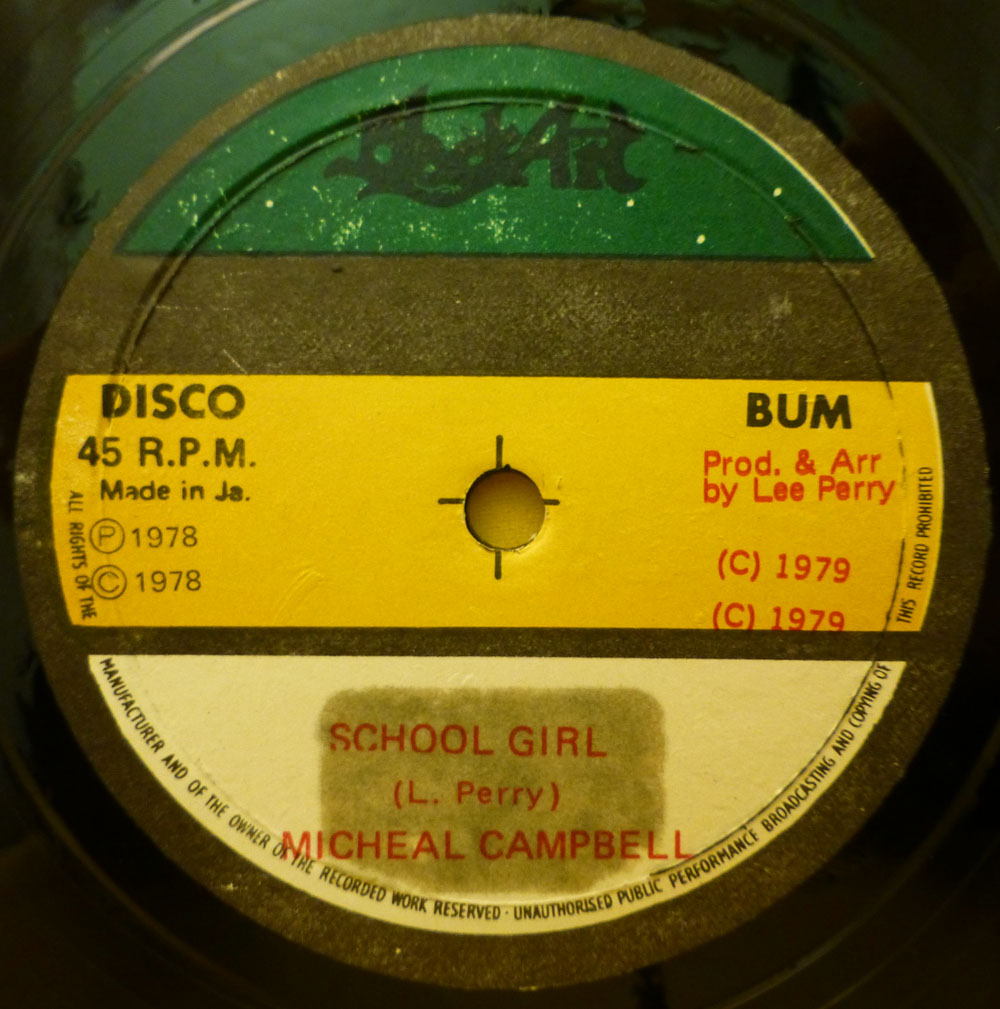 DISCO
45 R.P.M.
Made in Ja.
Ⓟ 1978
© 1978
BUM
Prod. & Arr
by Lee Perry
(C) 1979
(C) 1979
SCHOOL GIRL
(L. Perry)
MICHEAL CAMPBELL
ALL RIGHTS OF THE MANUFACTURER AND OF THE OWNER OF THE RECORDED WORK RESERVED · UNAUTHORISED PUBLIC PERFORMANCE BROADCASTING AND COPYING OF THIS RECORD PROHIBITED